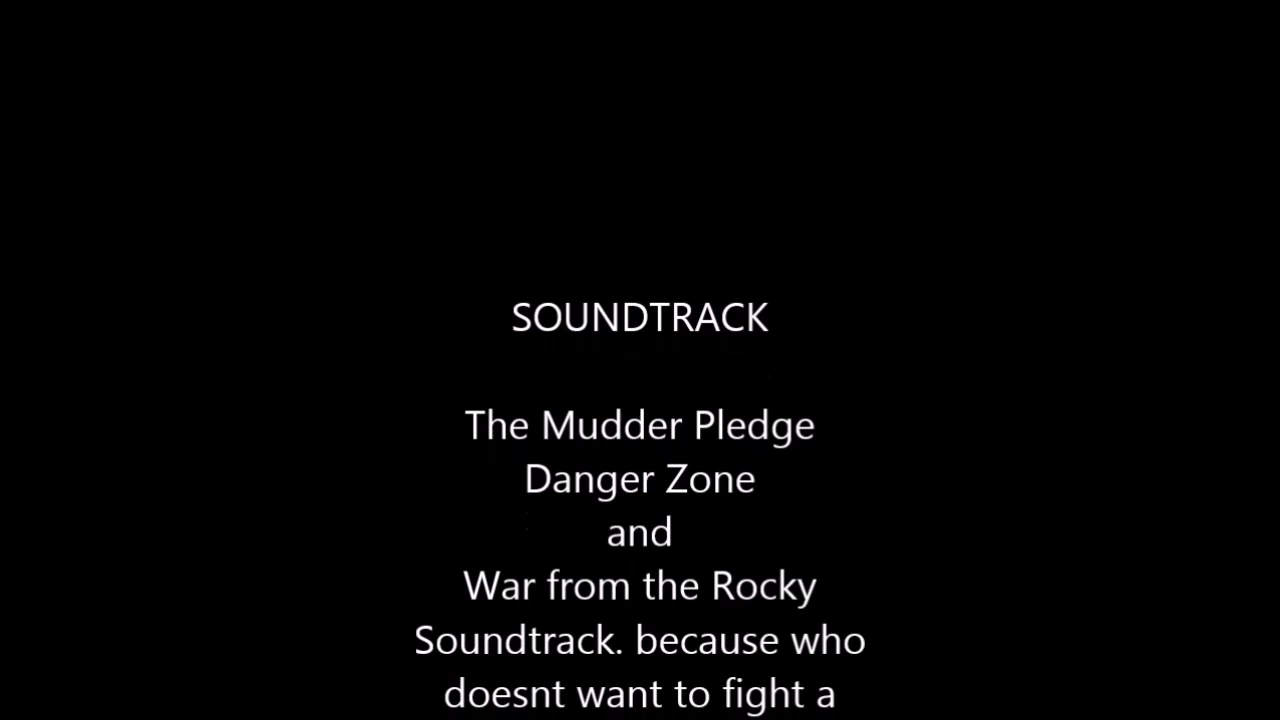 SOUNDTRACK
The Mudder Pledge
Danger Zone
and
War from the Rocky
Soundtrack. because who
doesnt want to fight a